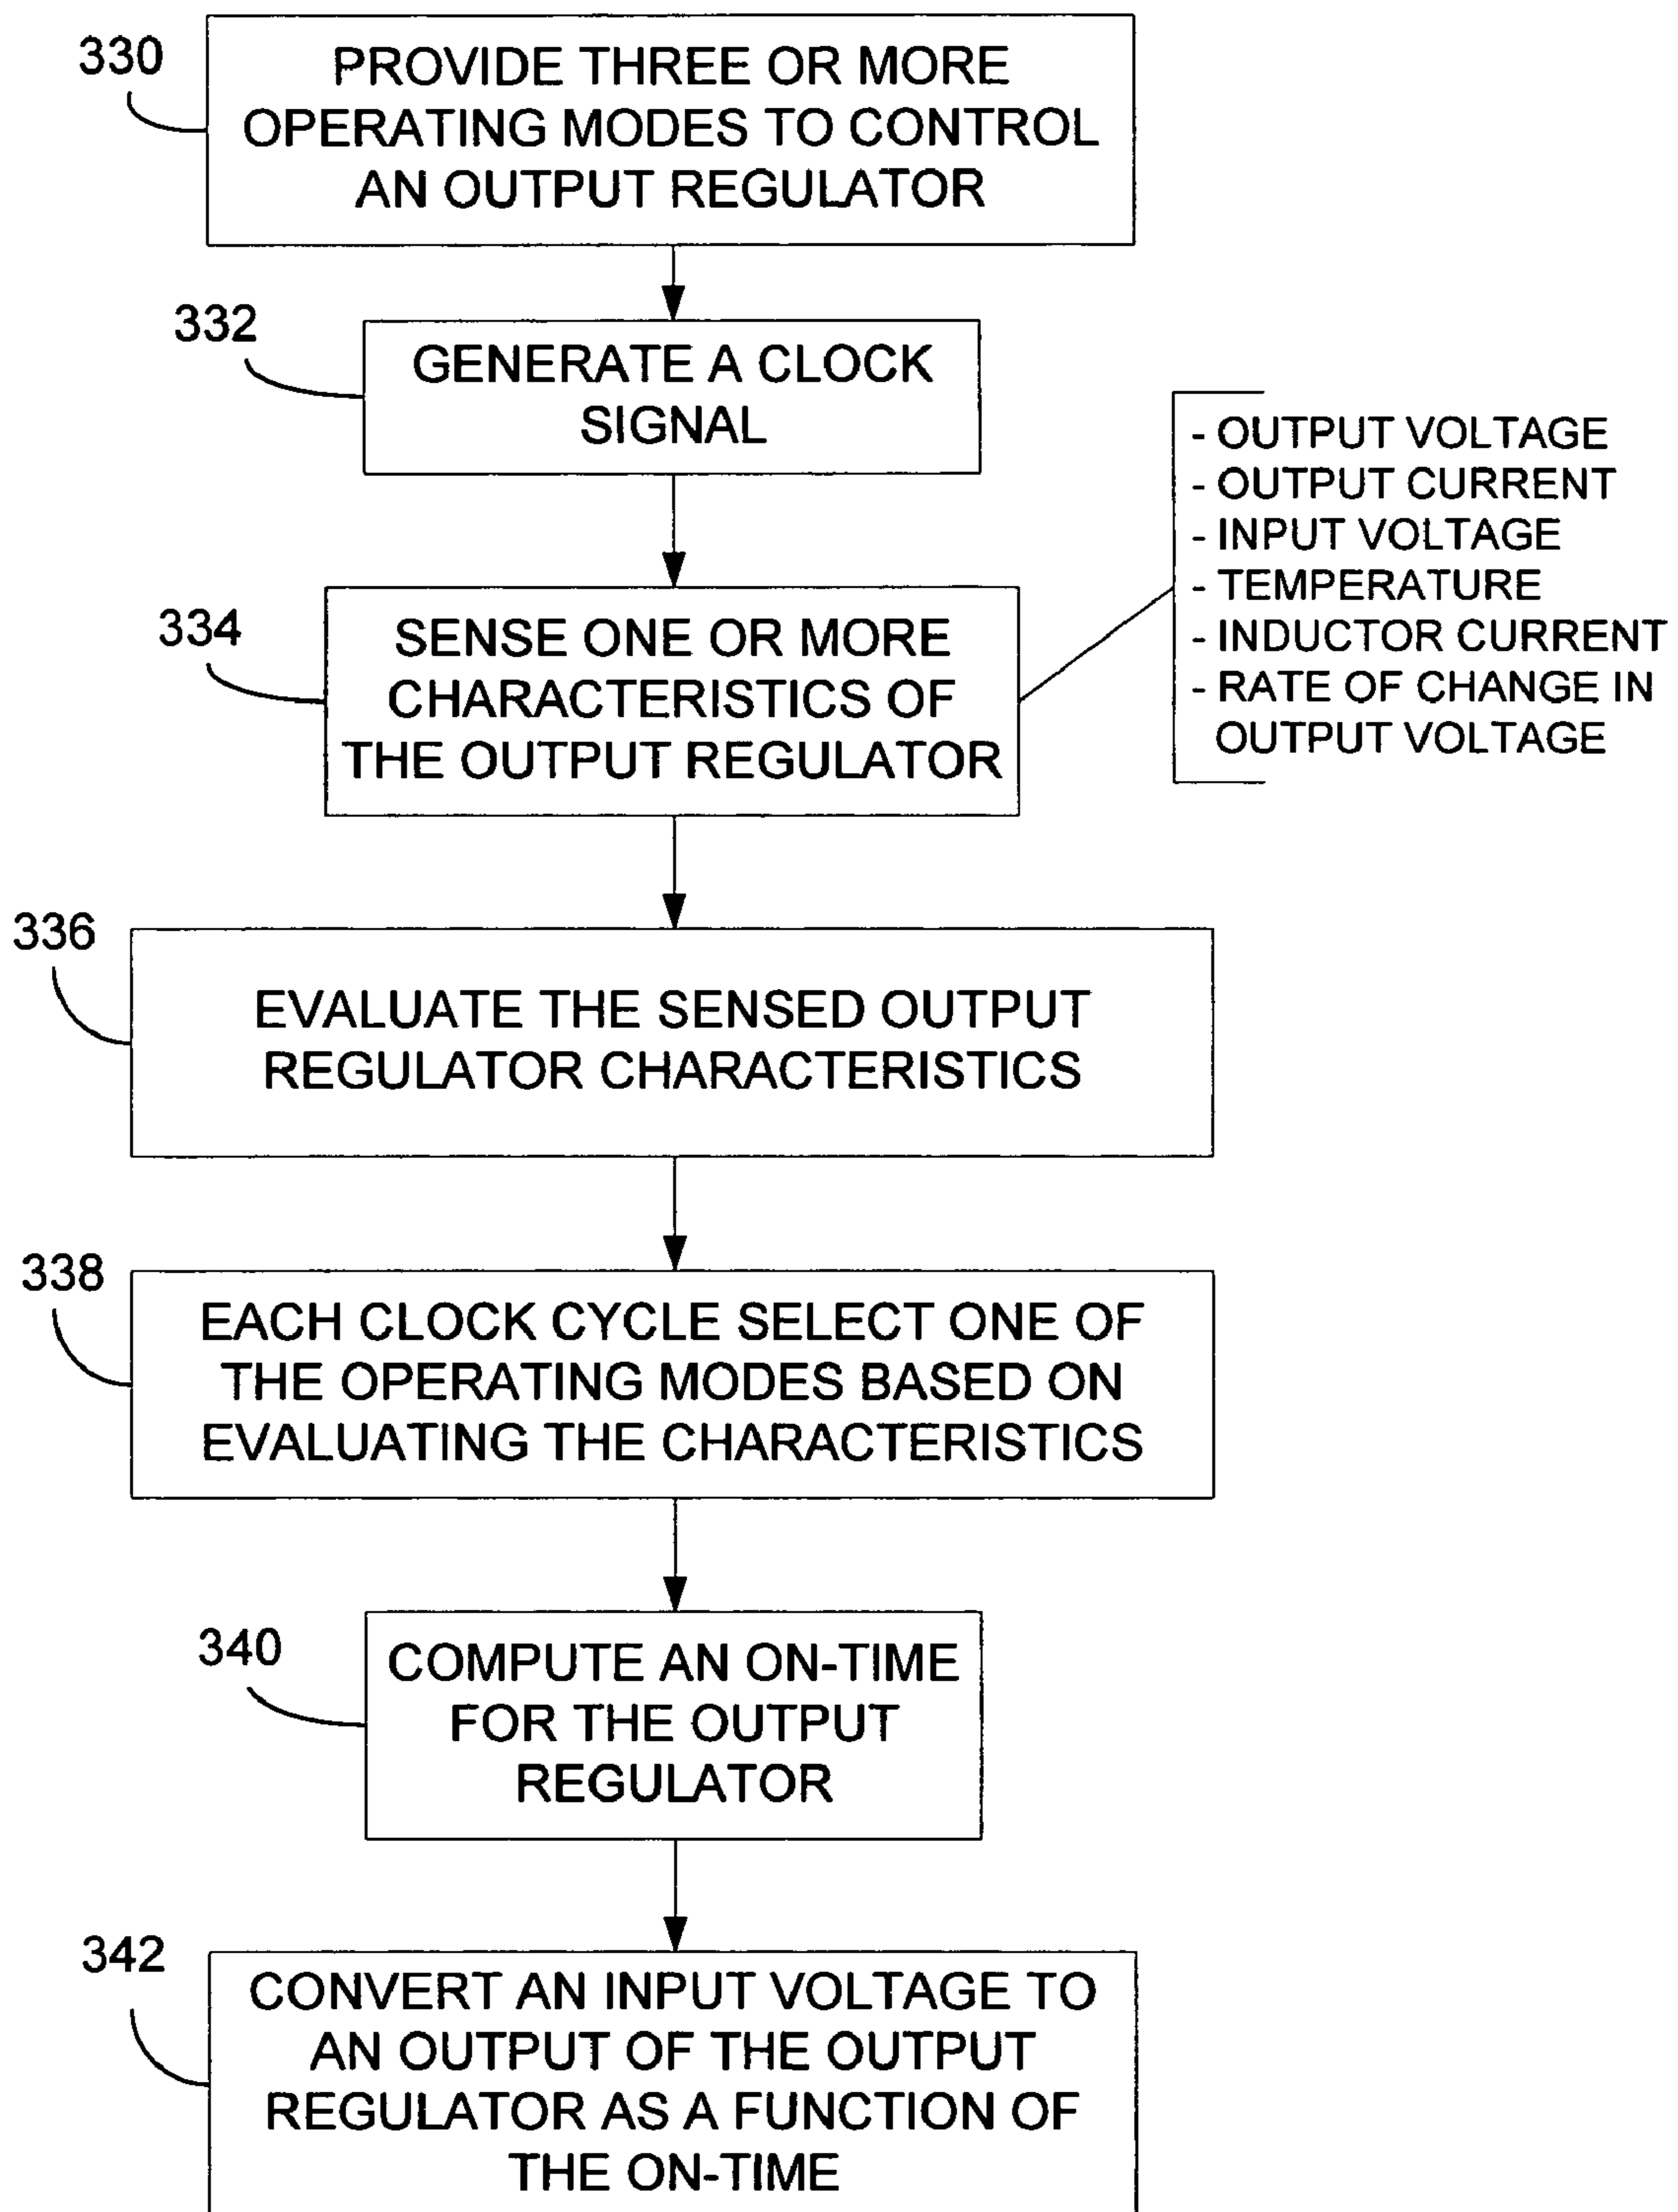 330
PROVIDE THREE OR MORE
OPERATING MODES TO CONTROL
AN OUTPUT REGULATOR
332
GENERATE A CLOCK
SIGNAL
334
SENSE ONE OR MORE
CHARACTERISTICS OF
THE OUTPUT REGULATOR
- OUTPUT VOLTAGE
- OUTPUT CURRENT
- INPUT VOLTAGE
- TEMPERATURE
- INDUCTOR CURRENT
- RATE OF CHANGE IN
OUTPUT VOLTAGE
336
EVALUATE THE SENSED OUTPUT
REGULATOR CHARACTERISTICS
338
EACH CLOCK CYCLE SELECT ONE OF
THE OPERATING MODES BASED ON
EVALUATING THE CHARACTERISTICS
340
COMPUTE AN ON-TIME
FOR THE OUTPUT
REGULATOR
342
CONVERT AN INPUT VOLTAGE TO
AN OUTPUT OF THE OUTPUT
REGULATOR AS A FUNCTION OF
THE ON-TIME